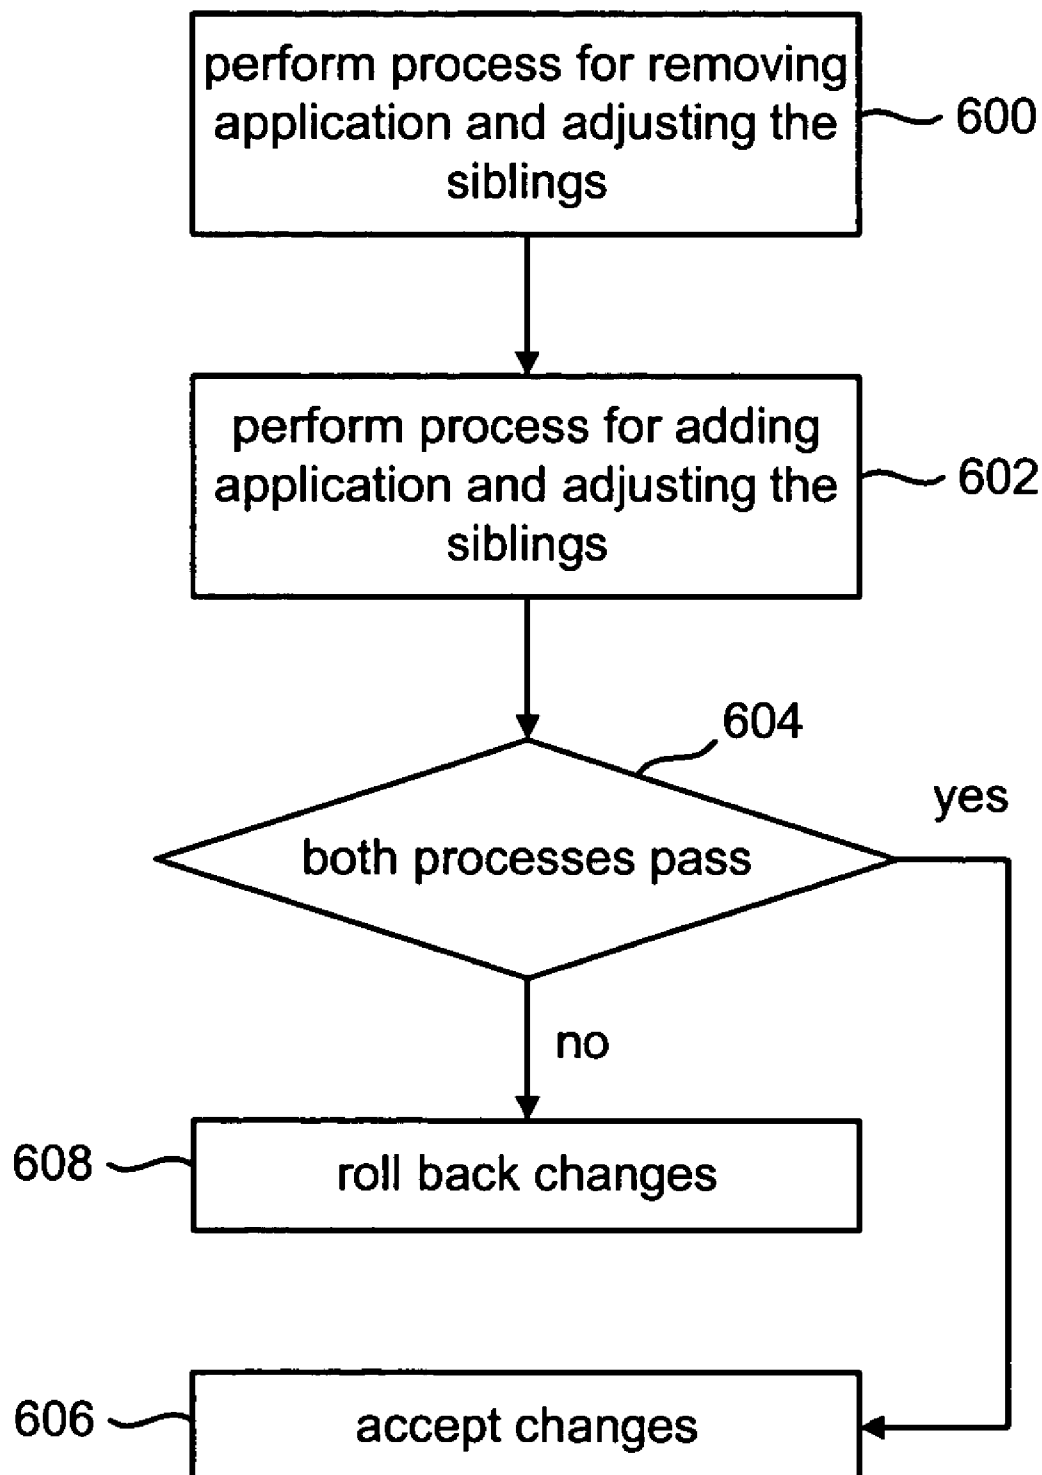 perform process for removing
application and adjusting the
siblings
600
perform process for adding
application and adjusting the
siblings
602
604
yes
both processes pass
no
608
roll back changes
606
accept changes